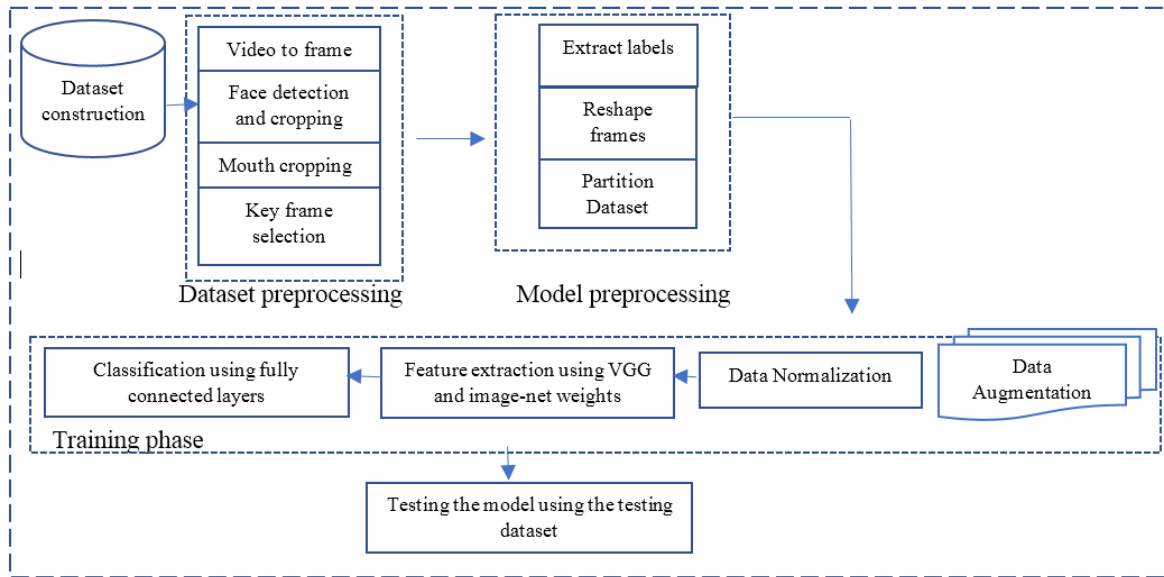 Dataset
construction
Video to frame
Face detection
and cropping
Mouth cropping
Key frame
selection
Dataset preprocessing
Extract labels
Reshape
frames
Partition
Dataset
Model preprocessing
Classification using fully
connected layers
Feature extraction using VGG
and image-net weights
Data Normalization
Data
Augmentation
Training phase
Testing the model using the testing
dataset